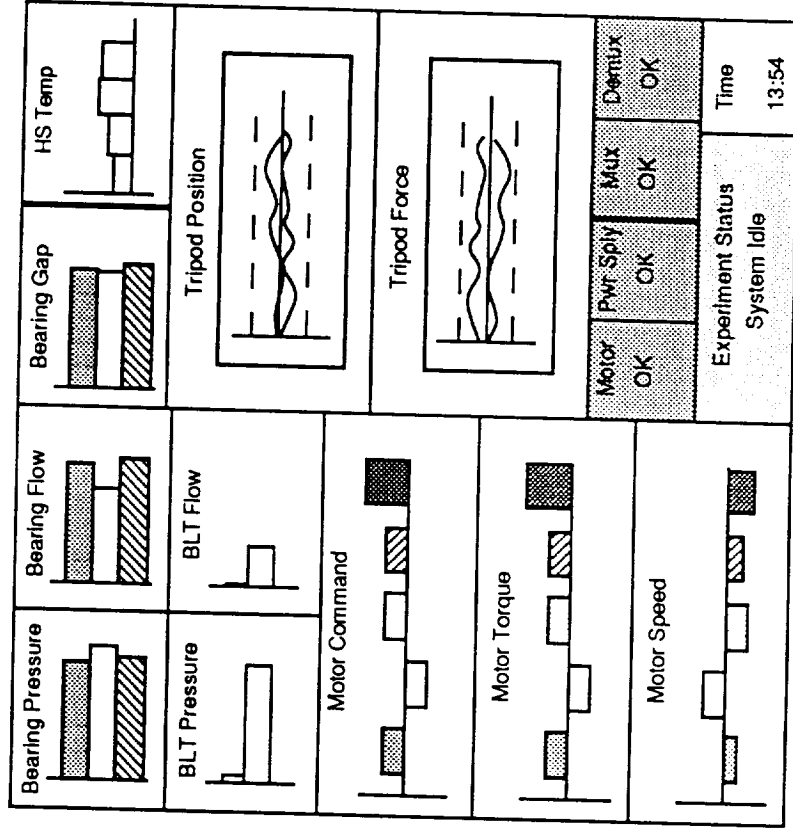 Bearing Pressure
Bearing Flow
Bearing Gap
HS Temp
BLT Pressure
BLT Flow
Tripod Position
Motor Command
Tripod Force
Motor Torque
Motor
OK
Pwr Sply
OK
Mux
OK
Demux
OK
Motor Speed
Experiment Status
System Idle
Time
13:54